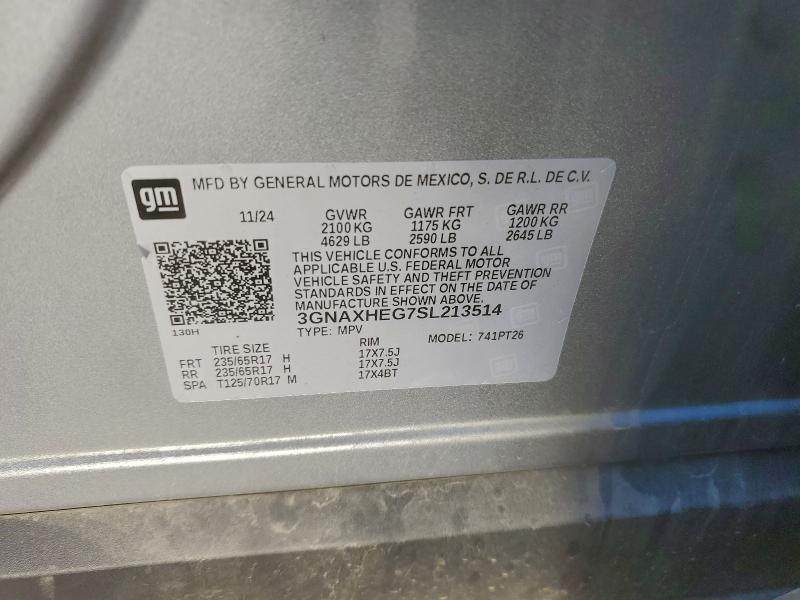 gm MFD BY GENERAL MOTORS DE MEXICO, S. DE R.L. DE C.V.
11/24 GVWR GAWR FRT GAWR RR
2100 KG 1175 KG 1200 KG
4629 LB 2590 LB 2645 LB
THIS VEHICLE CONFORMS TO ALL
APPLICABLE U.S. FEDERAL MOTOR
VEHICLE SAFETY AND THEFT PREVENTION
STANDARDS IN EFFECT ON THE DATE OF
MANUFACTURE SHOWN ABOVE.
3GNAXHEG7SL213514
130H
TYPE: MPV MODEL: 741PT26
TIRE SIZE RIM
FRT 235/65R17 H 17X7.5J
RR 235/65R17 H 17X7.5J
SPA T125/70R17 M 17X4BT